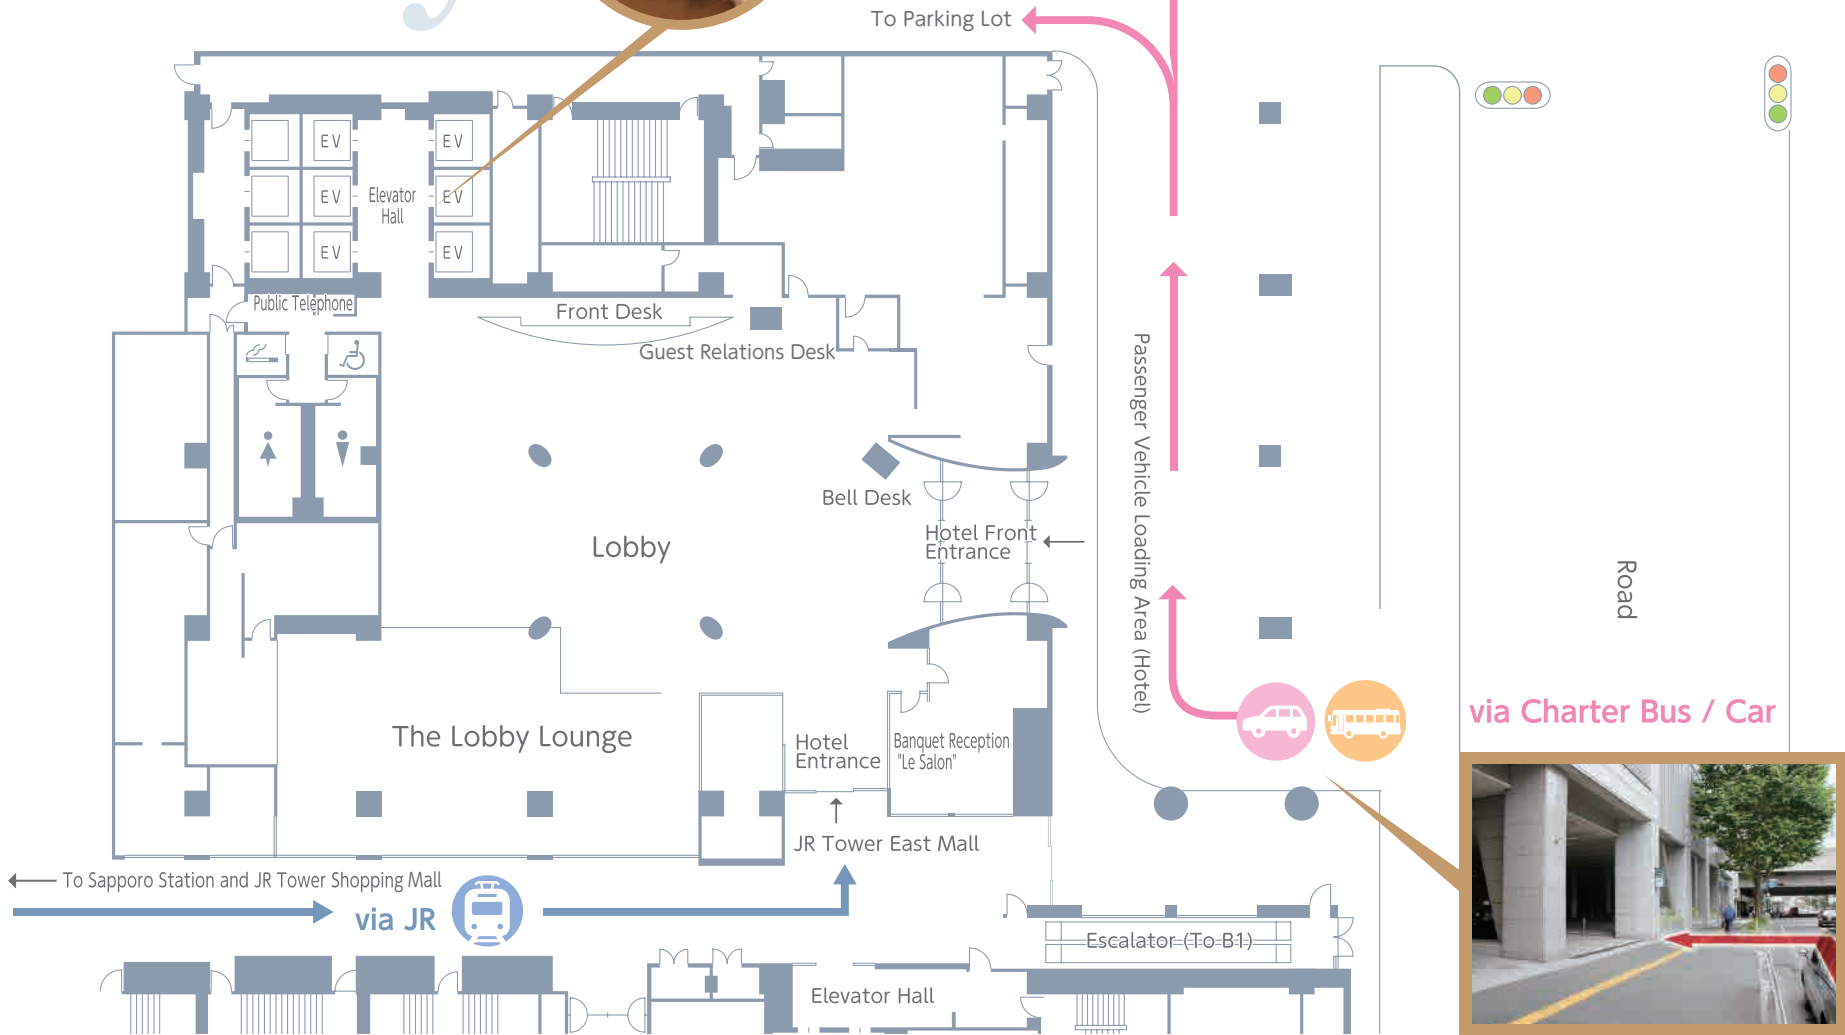 To Parking Lot
EV
EV
EV
EV
EV
EV
Elevator
Hall
Public Telephone
Front Desk
Guest Relations Desk
Bell Desk
Hotel Front
Entrance
Lobby
Passenger Vehicle Loading Area (Hotel)
Road
The Lobby Lounge
Hotel
Entrance
Banquet Reception
"Le Salon"
via Charter Bus / Car
JR Tower East Mall
To Sapporo Station and JR Tower Shopping Mall
via JR
Escalator (To B1)
Elevator Hall